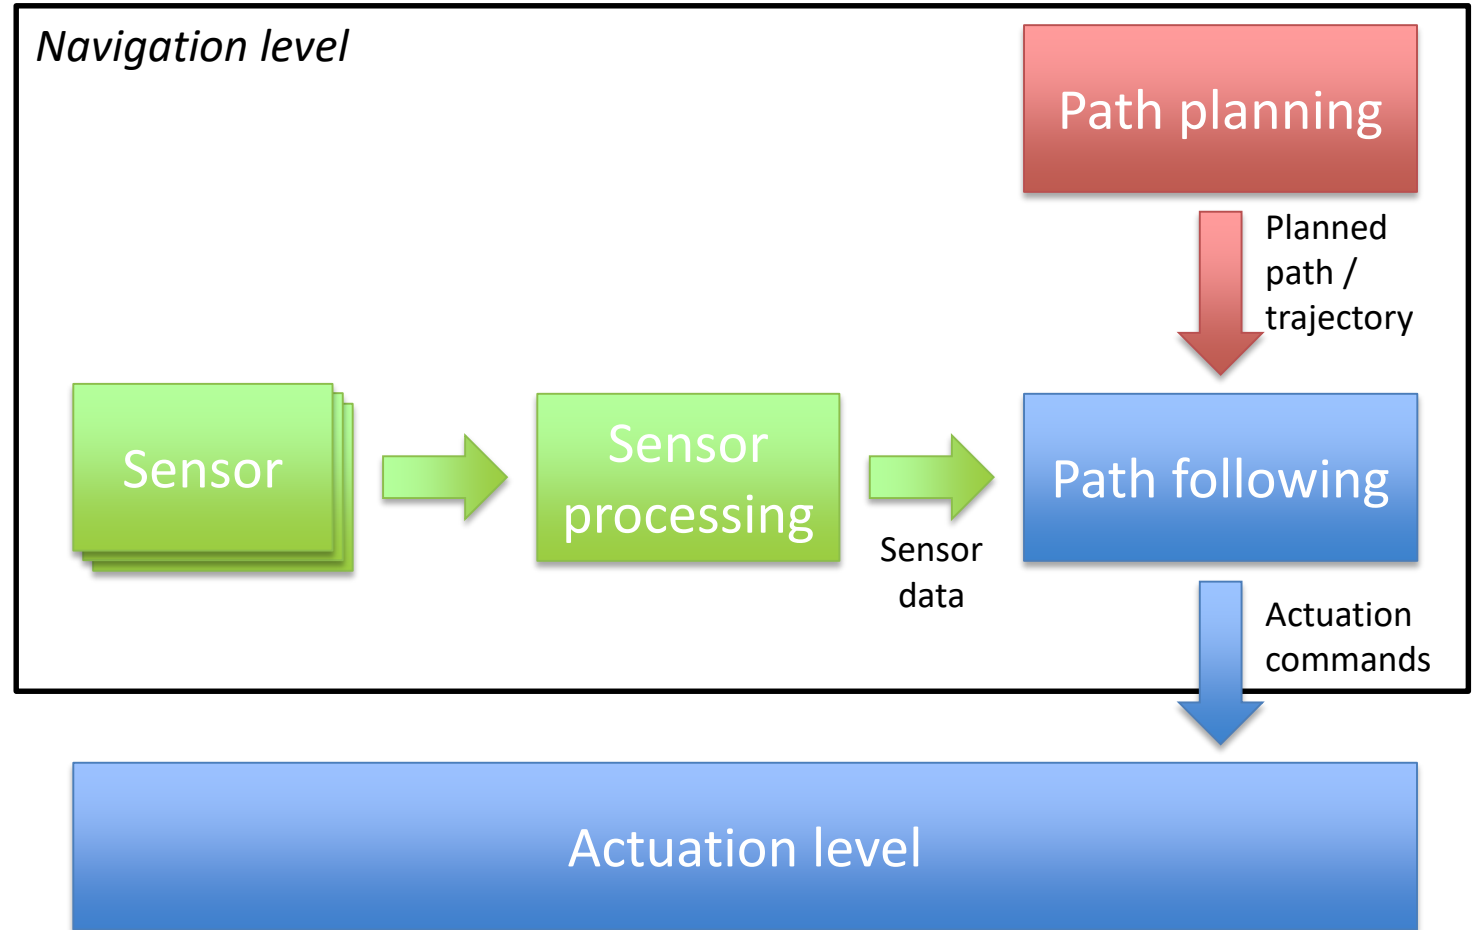 Navigation level
Path planning
Planned
path /
trajectory
Sensor
Sensor
processing
Sensor
data
Path following
Actuation
commands
Actuation level